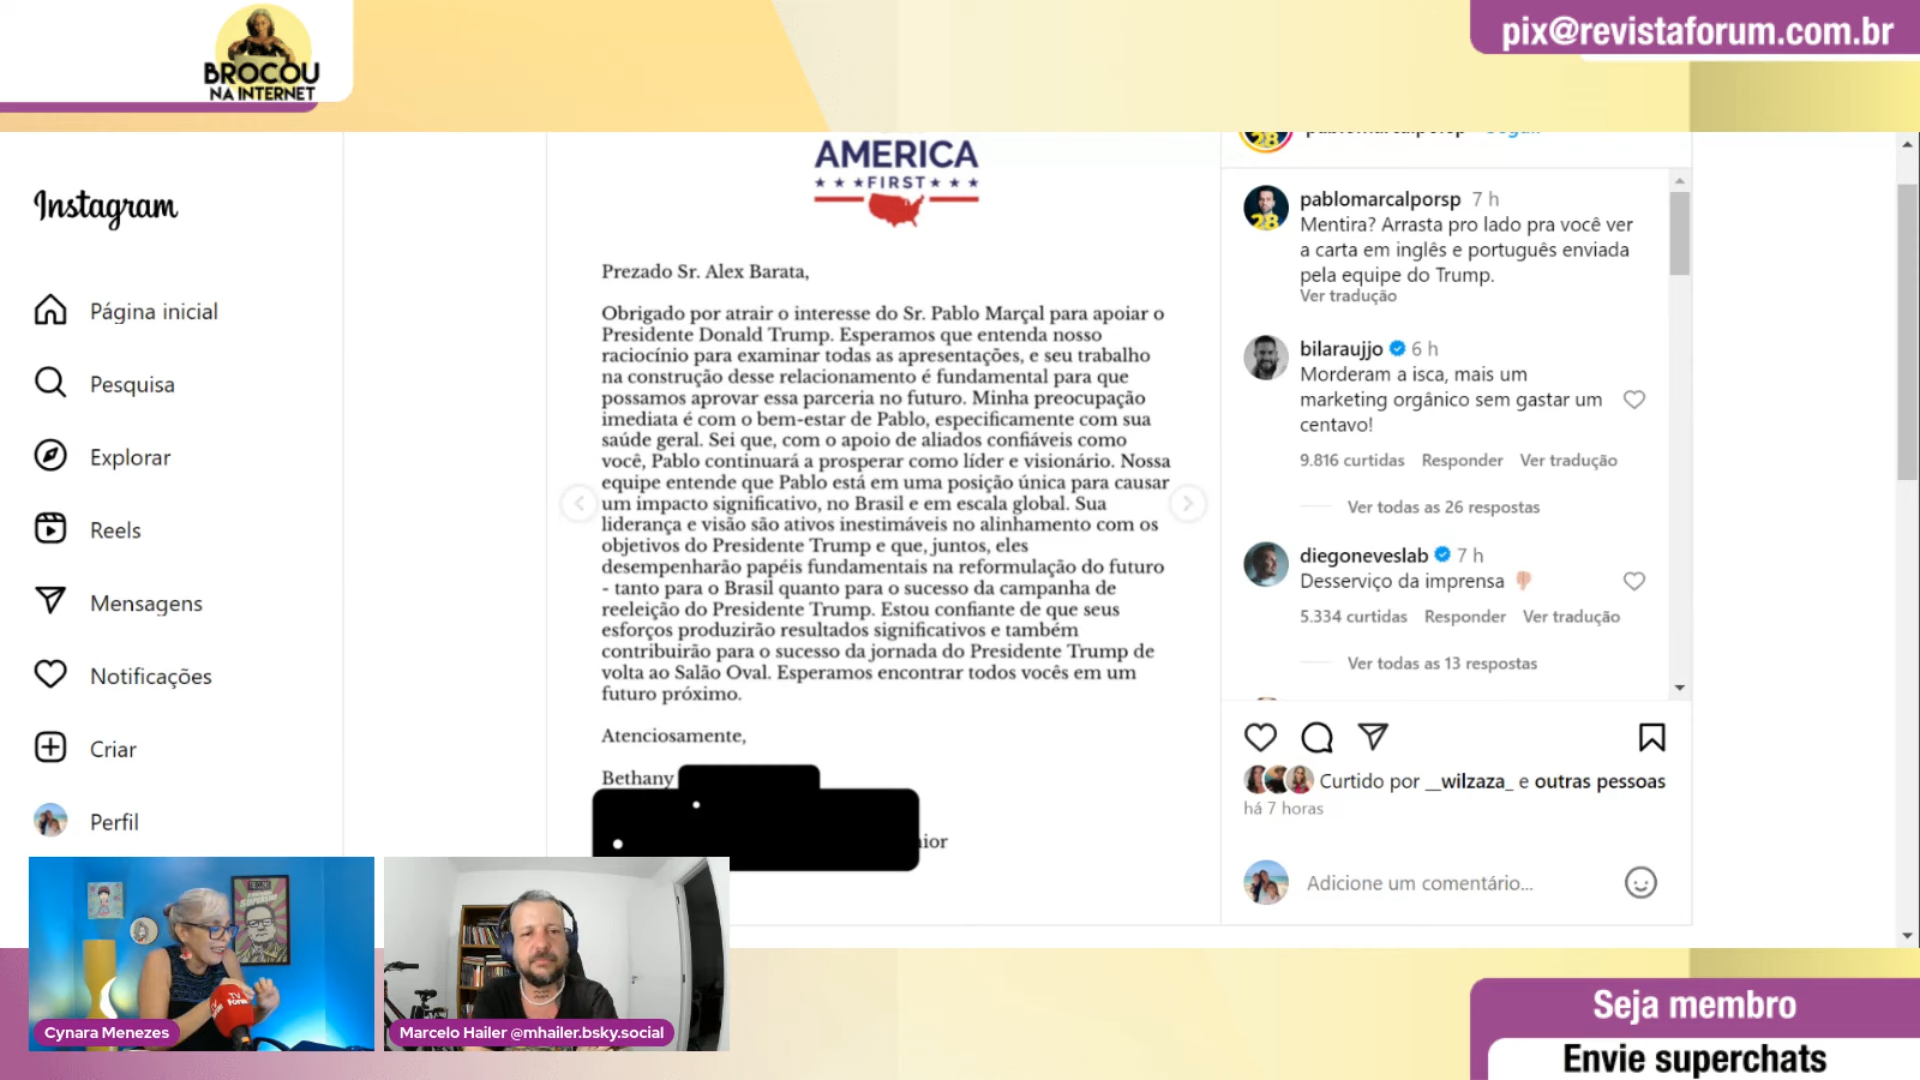 BROCOU
NA INTERNET
pix@revistaforum.com.br
Instagram
Página inicial
Pesquisa
Explorar
Reels
Mensagens
Notificações
Criar
Perfil
AMERICA
FIRST
Prezado Sr. Alex Barata,
Obrigado por atrair o interesse do Sr. Pablo Marçal para apoiar o
Presidente Donald Trump. Esperamos que entenda nosso
raciocínio para examinar todas as apresentações, e seu trabalho
na construção desse relacionamento é fundamental para que
possamos aprovar essa parceria no futuro. Minha preocupação
imediata é com o bem-estar de Pablo, especificamente com sua
saúde geral. Sei que, com o apoio de aliados confiáveis como
você, Pablo continuará a prosperar como líder e visionário. Nossa
equipe entende que Pablo está em uma posição única para causar
um impacto significativo, no Brasil e em escala global. Sua
liderança e visão são ativos inestimáveis no alinhamento com os
objetivos do Presidente Trump e que, juntos, eles
desempenharão papéis fundamentais na reformulação do futuro
- tanto para o Brasil quanto para o sucesso da campanha de
reeleição do Presidente Trump. Estou confiante de que seus
esforços produzirão resultados significativos e também
contribuirão para o sucesso da jornada do Presidente Trump de
volta ao Salão Oval. Esperamos encontrar todos vocês em um
futuro próximo.
Atenciosamente,
Bethany
pablomarcalporsp 7 h
Mentira? Arrasta pro lado pra você ver
a carta em inglês e português enviada
pela equipe do Trump.
Ver tradução
bilaraujjo 6 h
Morderam a isca, mais um
marketing orgânico sem gastar um
centavo!
9.816 curtidas Responder Ver tradução
Ver todas as 26 respostas
diegoneveslab 7 h
Desserviço da imprensa
5.334 curtidas Responder Ver tradução
Ver todas as 13 respostas
Curtido por __wilzaza_ e outras pessoas
há 7 horas
Adicione um comentário...
Cynara Menezes
Marcelo Hailer @mhailer.bsky.social
Seja membro
Envie superchats